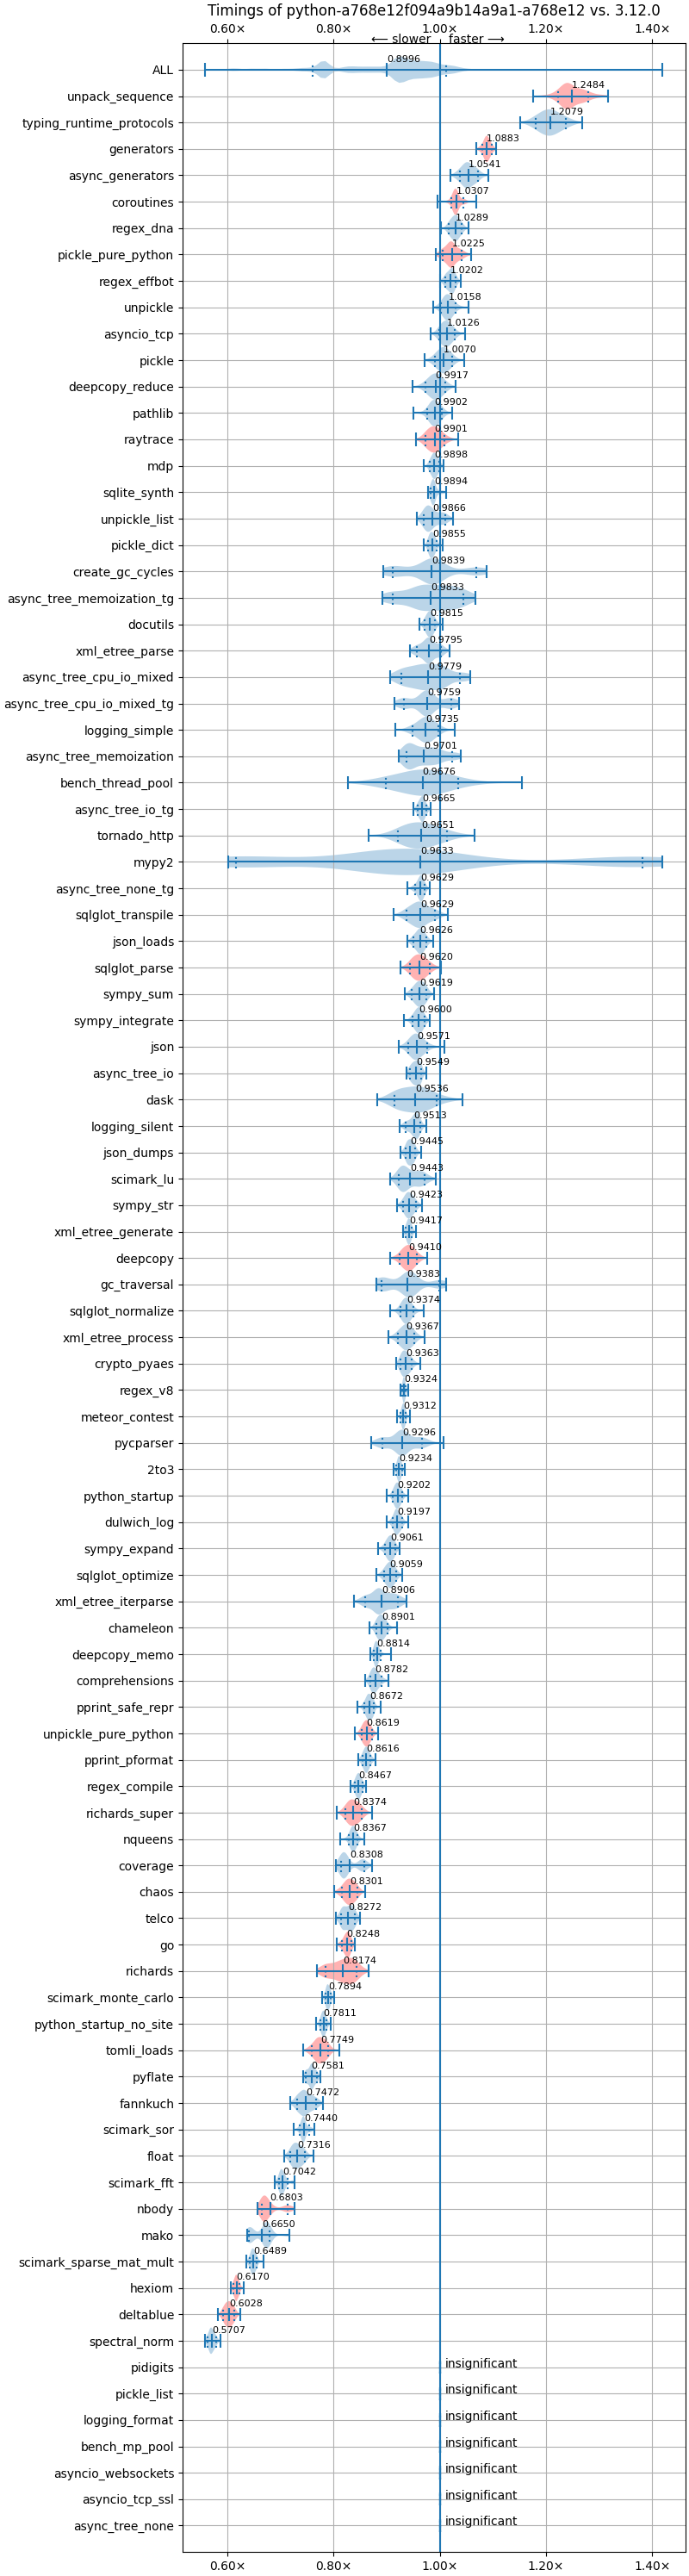 Timings of python-a768e12f094a9b14a9a1-a768e12 vs. 3.12.0
0.60× 0.80× 1.00× 1.20× 1.40×
⟵ slower faster ⟶
ALL 0.8996
unpack_sequence 1.2484
typing_runtime_protocols 1.2079
generators 1.0883
async_generators 1.0541
coroutines 1.0307
regex_dna 1.0289
pickle_pure_python 1.0225
regex_effbot 1.0202
unpickle 1.0158
asyncio_tcp 1.0126
pickle 1.0070
deepcopy_reduce 0.9917
pathlib 0.9902
raytrace 0.9901
mdp 0.9898
sqlite_synth 0.9894
unpickle_list 0.9866
pickle_dict 0.9855
create_gc_cycles 0.9839
async_tree_memoization_tg 0.9833
docutils 0.9815
xml_etree_parse 0.9795
async_tree_cpu_io_mixed 0.9779
async_tree_cpu_io_mixed_tg 0.9759
logging_simple 0.9735
async_tree_memoization 0.9701
bench_thread_pool 0.9676
async_tree_io_tg 0.9665
tornado_http 0.9651
mypy2 0.9633
async_tree_none_tg 0.9629
sqlglot_transpile 0.9629
json_loads 0.9626
sqlglot_parse 0.9620
sympy_sum 0.9619
sympy_integrate 0.9600
json 0.9571
async_tree_io 0.9549
dask 0.9536
logging_silent 0.9513
json_dumps 0.9445
scimark_lu 0.9443
sympy_str 0.9423
xml_etree_generate 0.9417
deepcopy 0.9410
gc_traversal 0.9383
sqlglot_normalize 0.9374
xml_etree_process 0.9367
crypto_pyaes 0.9363
regex_v8 0.9324
meteor_contest 0.9312
pycparser 0.9296
2to3 0.9234
python_startup 0.9202
dulwich_log 0.9197
sympy_expand 0.9061
sqlglot_optimize 0.9059
xml_etree_iterparse 0.8906
chameleon 0.8901
deepcopy_memo 0.8814
comprehensions 0.8782
pprint_safe_repr 0.8672
unpickle_pure_python 0.8619
pprint_pformat 0.8616
regex_compile 0.8467
richards_super 0.8374
nqueens 0.8367
coverage 0.8308
chaos 0.8301
telco 0.8272
go 0.8248
richards 0.8174
scimark_monte_carlo 0.7894
python_startup_no_site 0.7811
tomli_loads 0.7749
pyflate 0.7581
fannkuch 0.7472
scimark_sor 0.7440
float 0.7316
scimark_fft 0.7042
nbody 0.6803
mako 0.6650
scimark_sparse_mat_mult 0.6489
hexiom 0.6170
deltablue 0.6028
spectral_norm 0.5707
pidigits insignificant
pickle_list insignificant
logging_format insignificant
bench_mp_pool insignificant
asyncio_websockets insignificant
asyncio_tcp_ssl insignificant
async_tree_none insignificant
0.60× 0.80× 1.00× 1.20× 1.40×